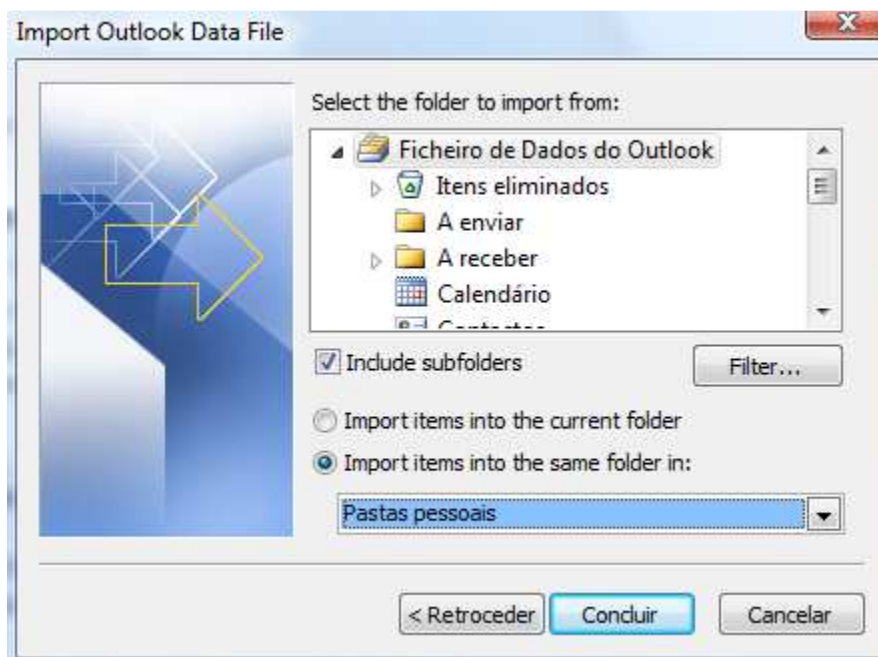 Import Outlook Data File
Select the folder to import from:
Ficheiro de Dados do Outlook
Itens eliminados
A enviar
A receber
Calendário
Include subfolders
Filter...
Import items into the current folder
Import items into the same folder in:
Pastas pessoais
< Retroceder
Concluir
Cancelar